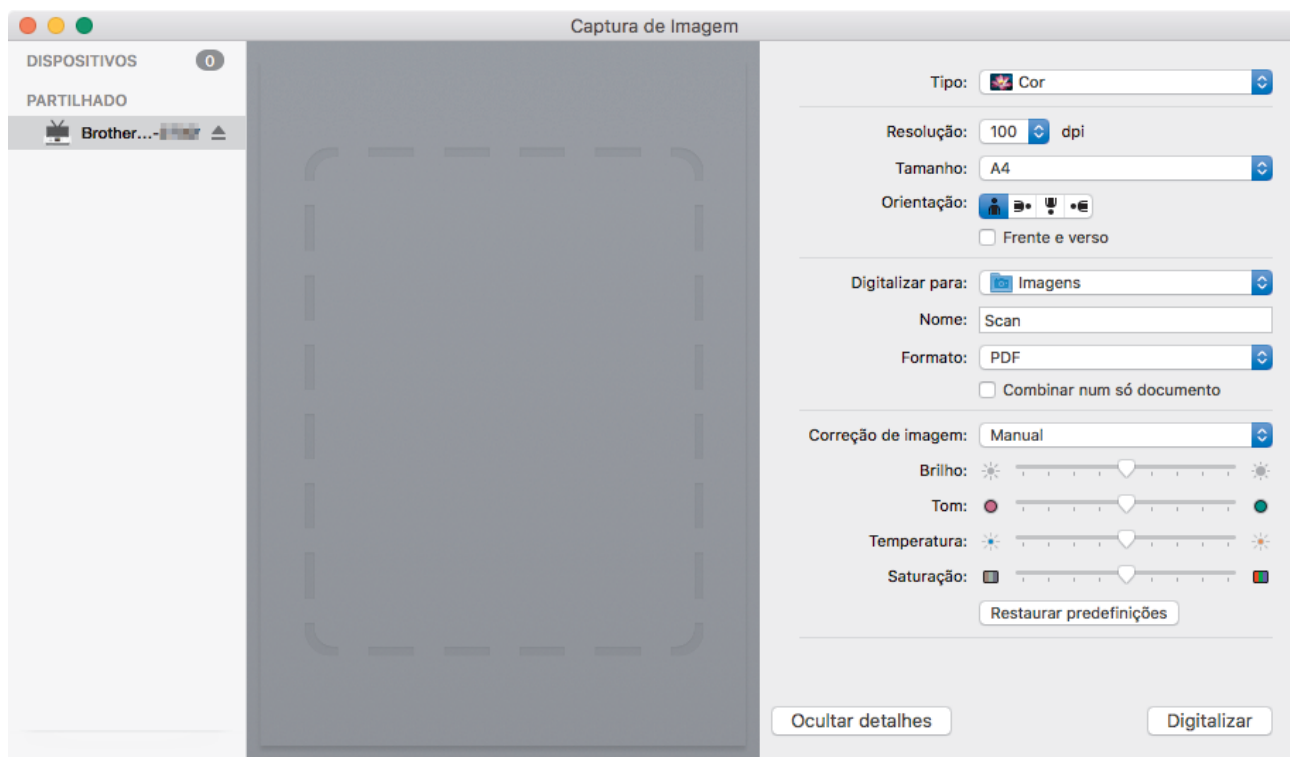 Captura de Imagem
DISPOSITIVOS 0
PARTILHADO
Brother...-
Tipo: Cor
Resolução: 100 dpi
Tamanho: A4
Orientação:
Frente e verso
Digitalizar para: Imagens
Nome: Scan
Formato: PDF
Combinar num só documento
Correção de imagem: Manual
Brilho:
Tom:
Temperatura:
Saturação:
Restaurar predefinições
Ocultar detalhes
Digitalizar